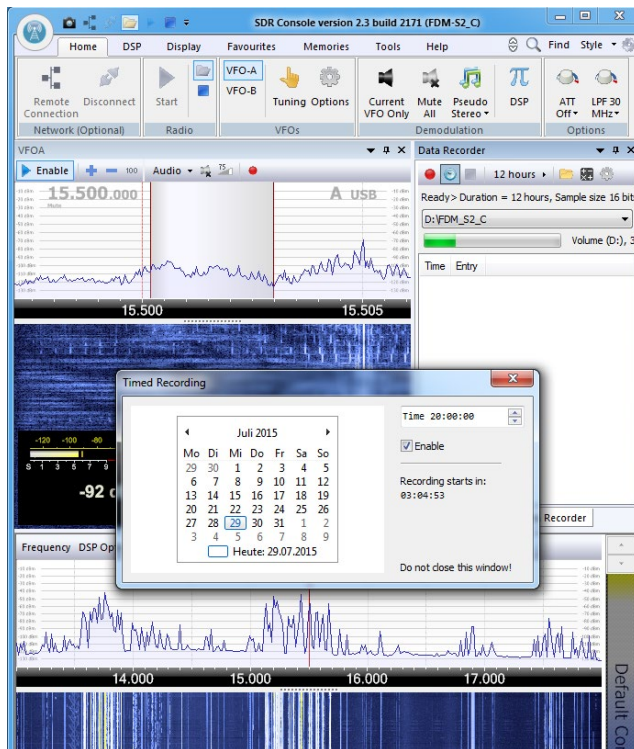 SDR Console version 2.3 build 2171 (FDM-S2_C)
Home DSP Display Favourites Memories Tools Help Find Style
Remote Connection Disconnect Start VFO-A VFO-B Tuning Options Current VFO Only Mute All Pseudo Stereo DSP ATT Off LPF 30 MHz
Network (Optional) Radio VFOs Demodulation Options
VFOA
Enable 100 Audio 75
15.500.000 A USB
Mute
15.500 15.505
Data Recorder
12 hours
Ready> Duration = 12 hours, Sample size 16 bit
D:\FDM_S2_C
Volume (D:), 3
Time Entry
Timed Recording
Juli 2015
Mo Di Mi Do Fr Sa So
29 30 1 2 3 4 5
6 7 8 9 10 11 12
13 14 15 16 17 18 19
20 21 22 23 24 25 26
27 28 29 30 31 1 2
3 4 5 6 7 8 9
Heute: 29.07.2015
Time 20:00:00
Enable
Recording starts in:
03:04:53
Do not close this window!
-120 -100 -80
S 1 3 5 7 9
-92 d
Recorder
Frequency DSP Op
14.000 15.000 16.000 17.000
Default Co